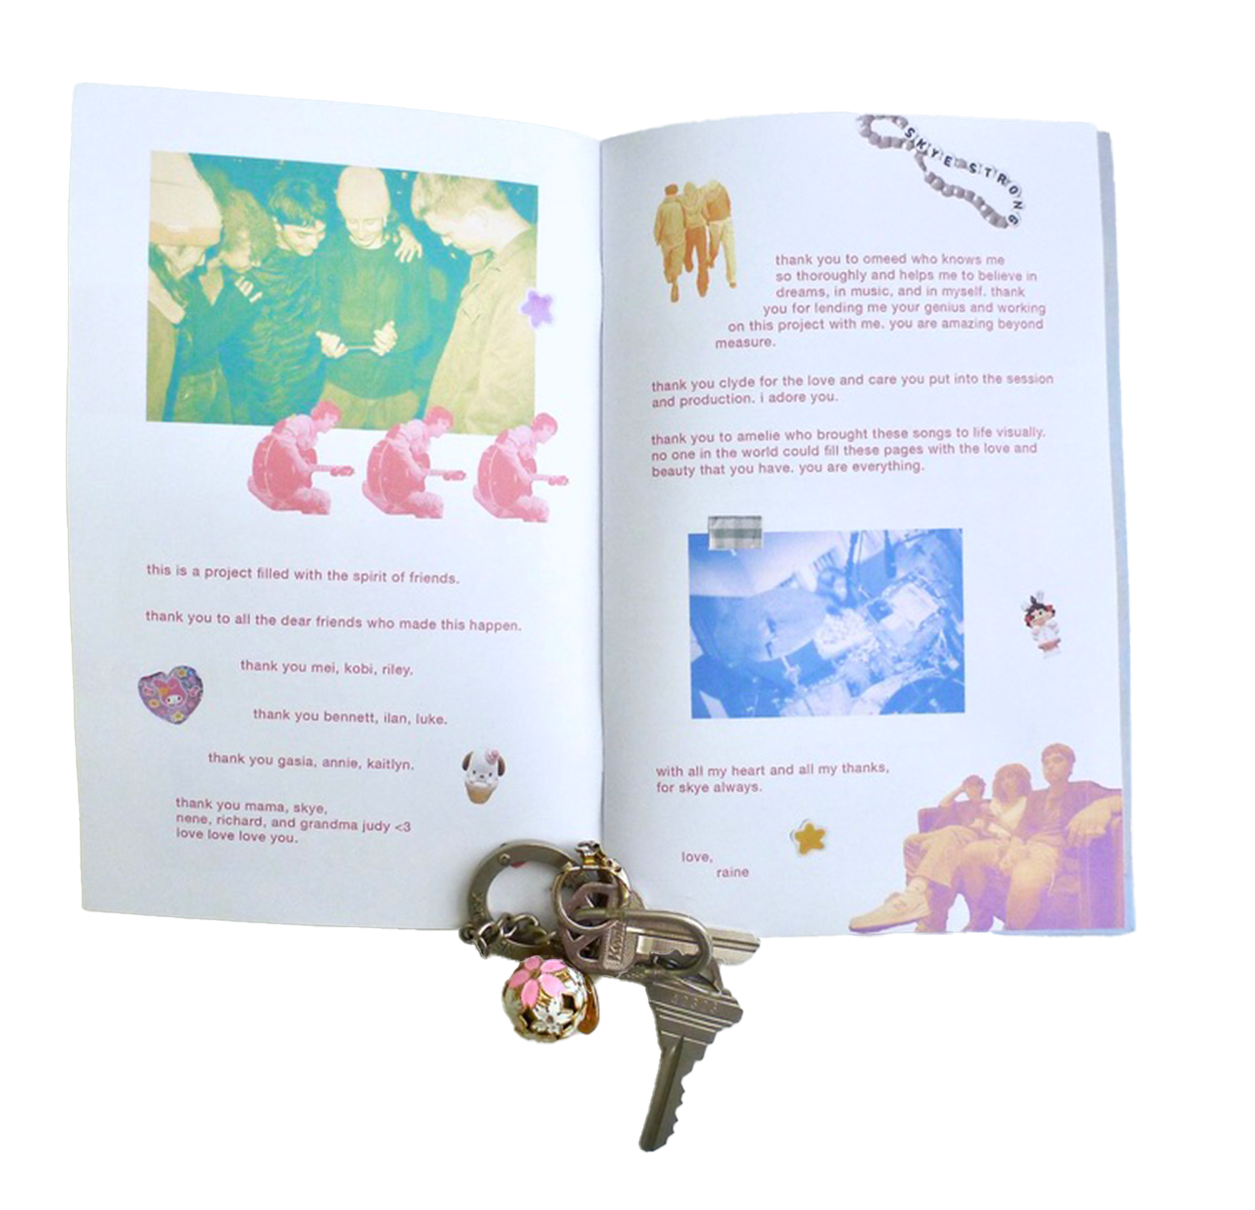 this is a project filled with the spirit of friends.
thank you to all the dear friends who made this happen.
thank you mei, kobi, riley.
thank you bennett, ilan, luke.
thank you gasia, annie, kaitlyn.
thank you mama, skye,
nene, richard, and grandma judy <3
love love love you.
SKYE STRONG
thank you to omeed who knows me
so thoroughly and helps me to believe in
dreams, in music, and in myself. thank
you for lending me your genius and working
on this project with me. you are amazing beyond
measure.
thank you clyde for the love and care you put into the session
and production. i adore you.
thank you to amelie who brought these songs to life visually.
no one in the world could fill these pages with the love and
beauty that you have. you are everything.
with all my heart and all my thanks,
for skye always.
love,
raine